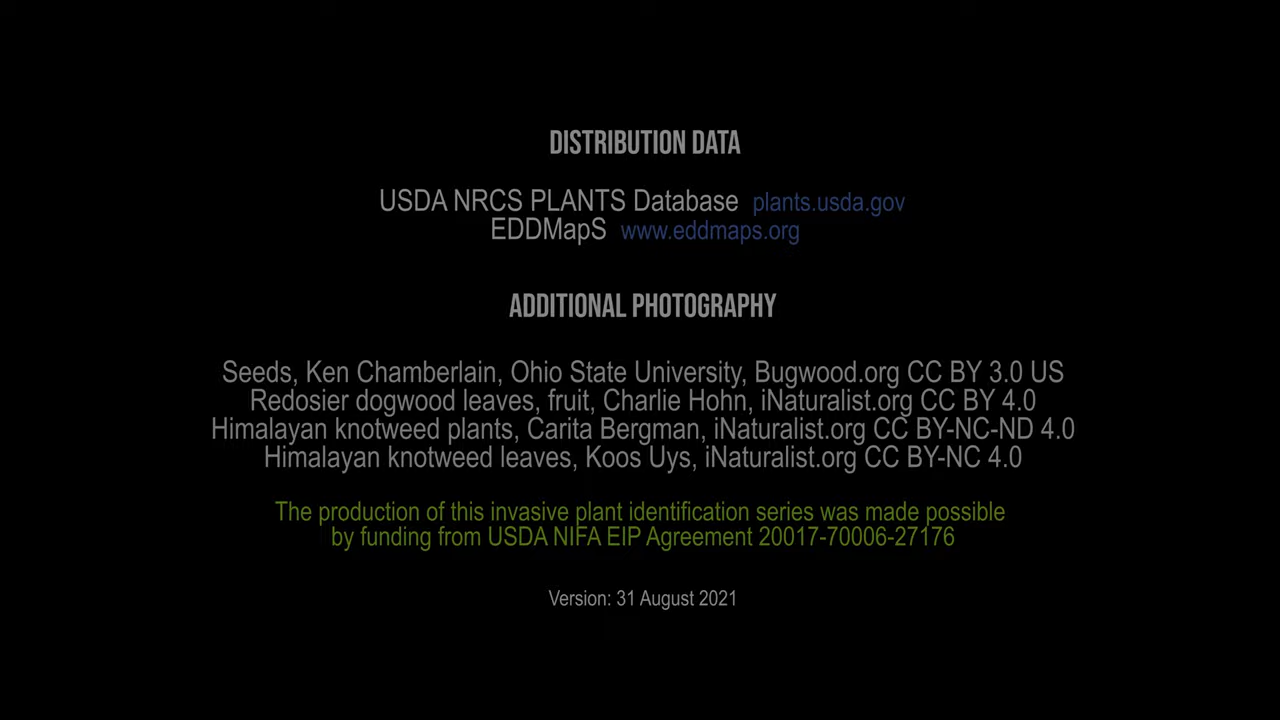 DISTRIBUTION DATA
USDA NRCS PLANTS Database plants.usda.gov
EDDMapS www.eddmaps.org
ADDITIONAL PHOTOGRAPHY
Seeds, Ken Chamberlain, Ohio State University, Bugwood.org CC BY 3.0 US
Redosier dogwood leaves, fruit, Charlie Hohn, iNaturalist.org CC BY 4.0
Himalayan knotweed plants, Carita Bergman, iNaturalist.org CC BY-NC-ND 4.0
Himalayan knotweed leaves, Koos Uys, iNaturalist.org CC BY-NC 4.0
The production of this invasive plant identification series was made possible
by funding from USDA NIFA EIP Agreement 20017-70006-27176
Version: 31 August 2021